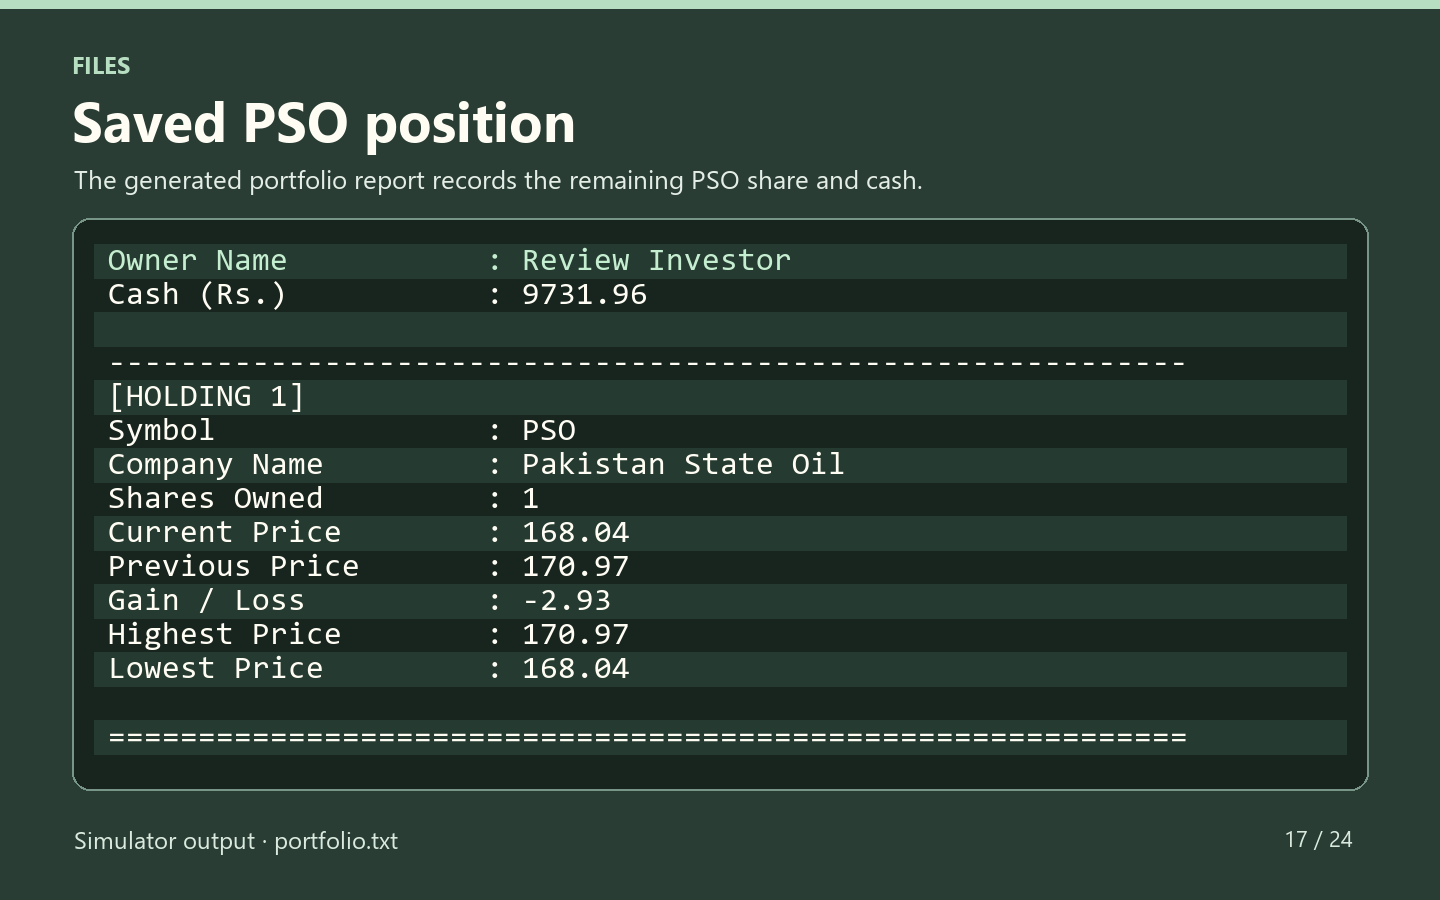 FILES
Saved PSO position
The generated portfolio report records the remaining PSO share and cash.
Owner Name : Review Investor
Cash (Rs.) : 9731.96
------------------------------------------------------------
[HOLDING 1]
Symbol : PSO
Company Name : Pakistan State Oil
Shares Owned : 1
Current Price : 168.04
Previous Price : 170.97
Gain / Loss : -2.93
Highest Price : 170.97
Lowest Price : 168.04
============================================================
Simulator output · portfolio.txt
17 / 24